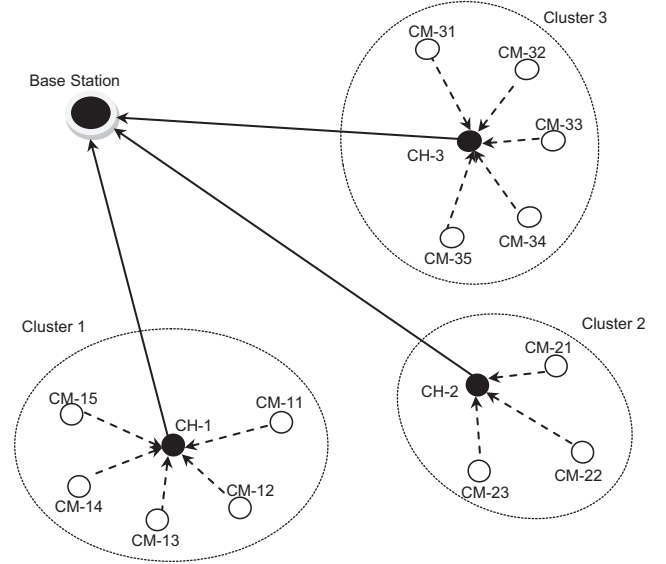 Cluster 3
CM-31
CM-32
Base Station
CM-33
CH-3
CM-34
CM-35
Cluster 1
Cluster 2
CM-21
CM-15
CH-2
CM-11
CH-1
CM-22
CM-12
CM-23
CM-14
CM-13